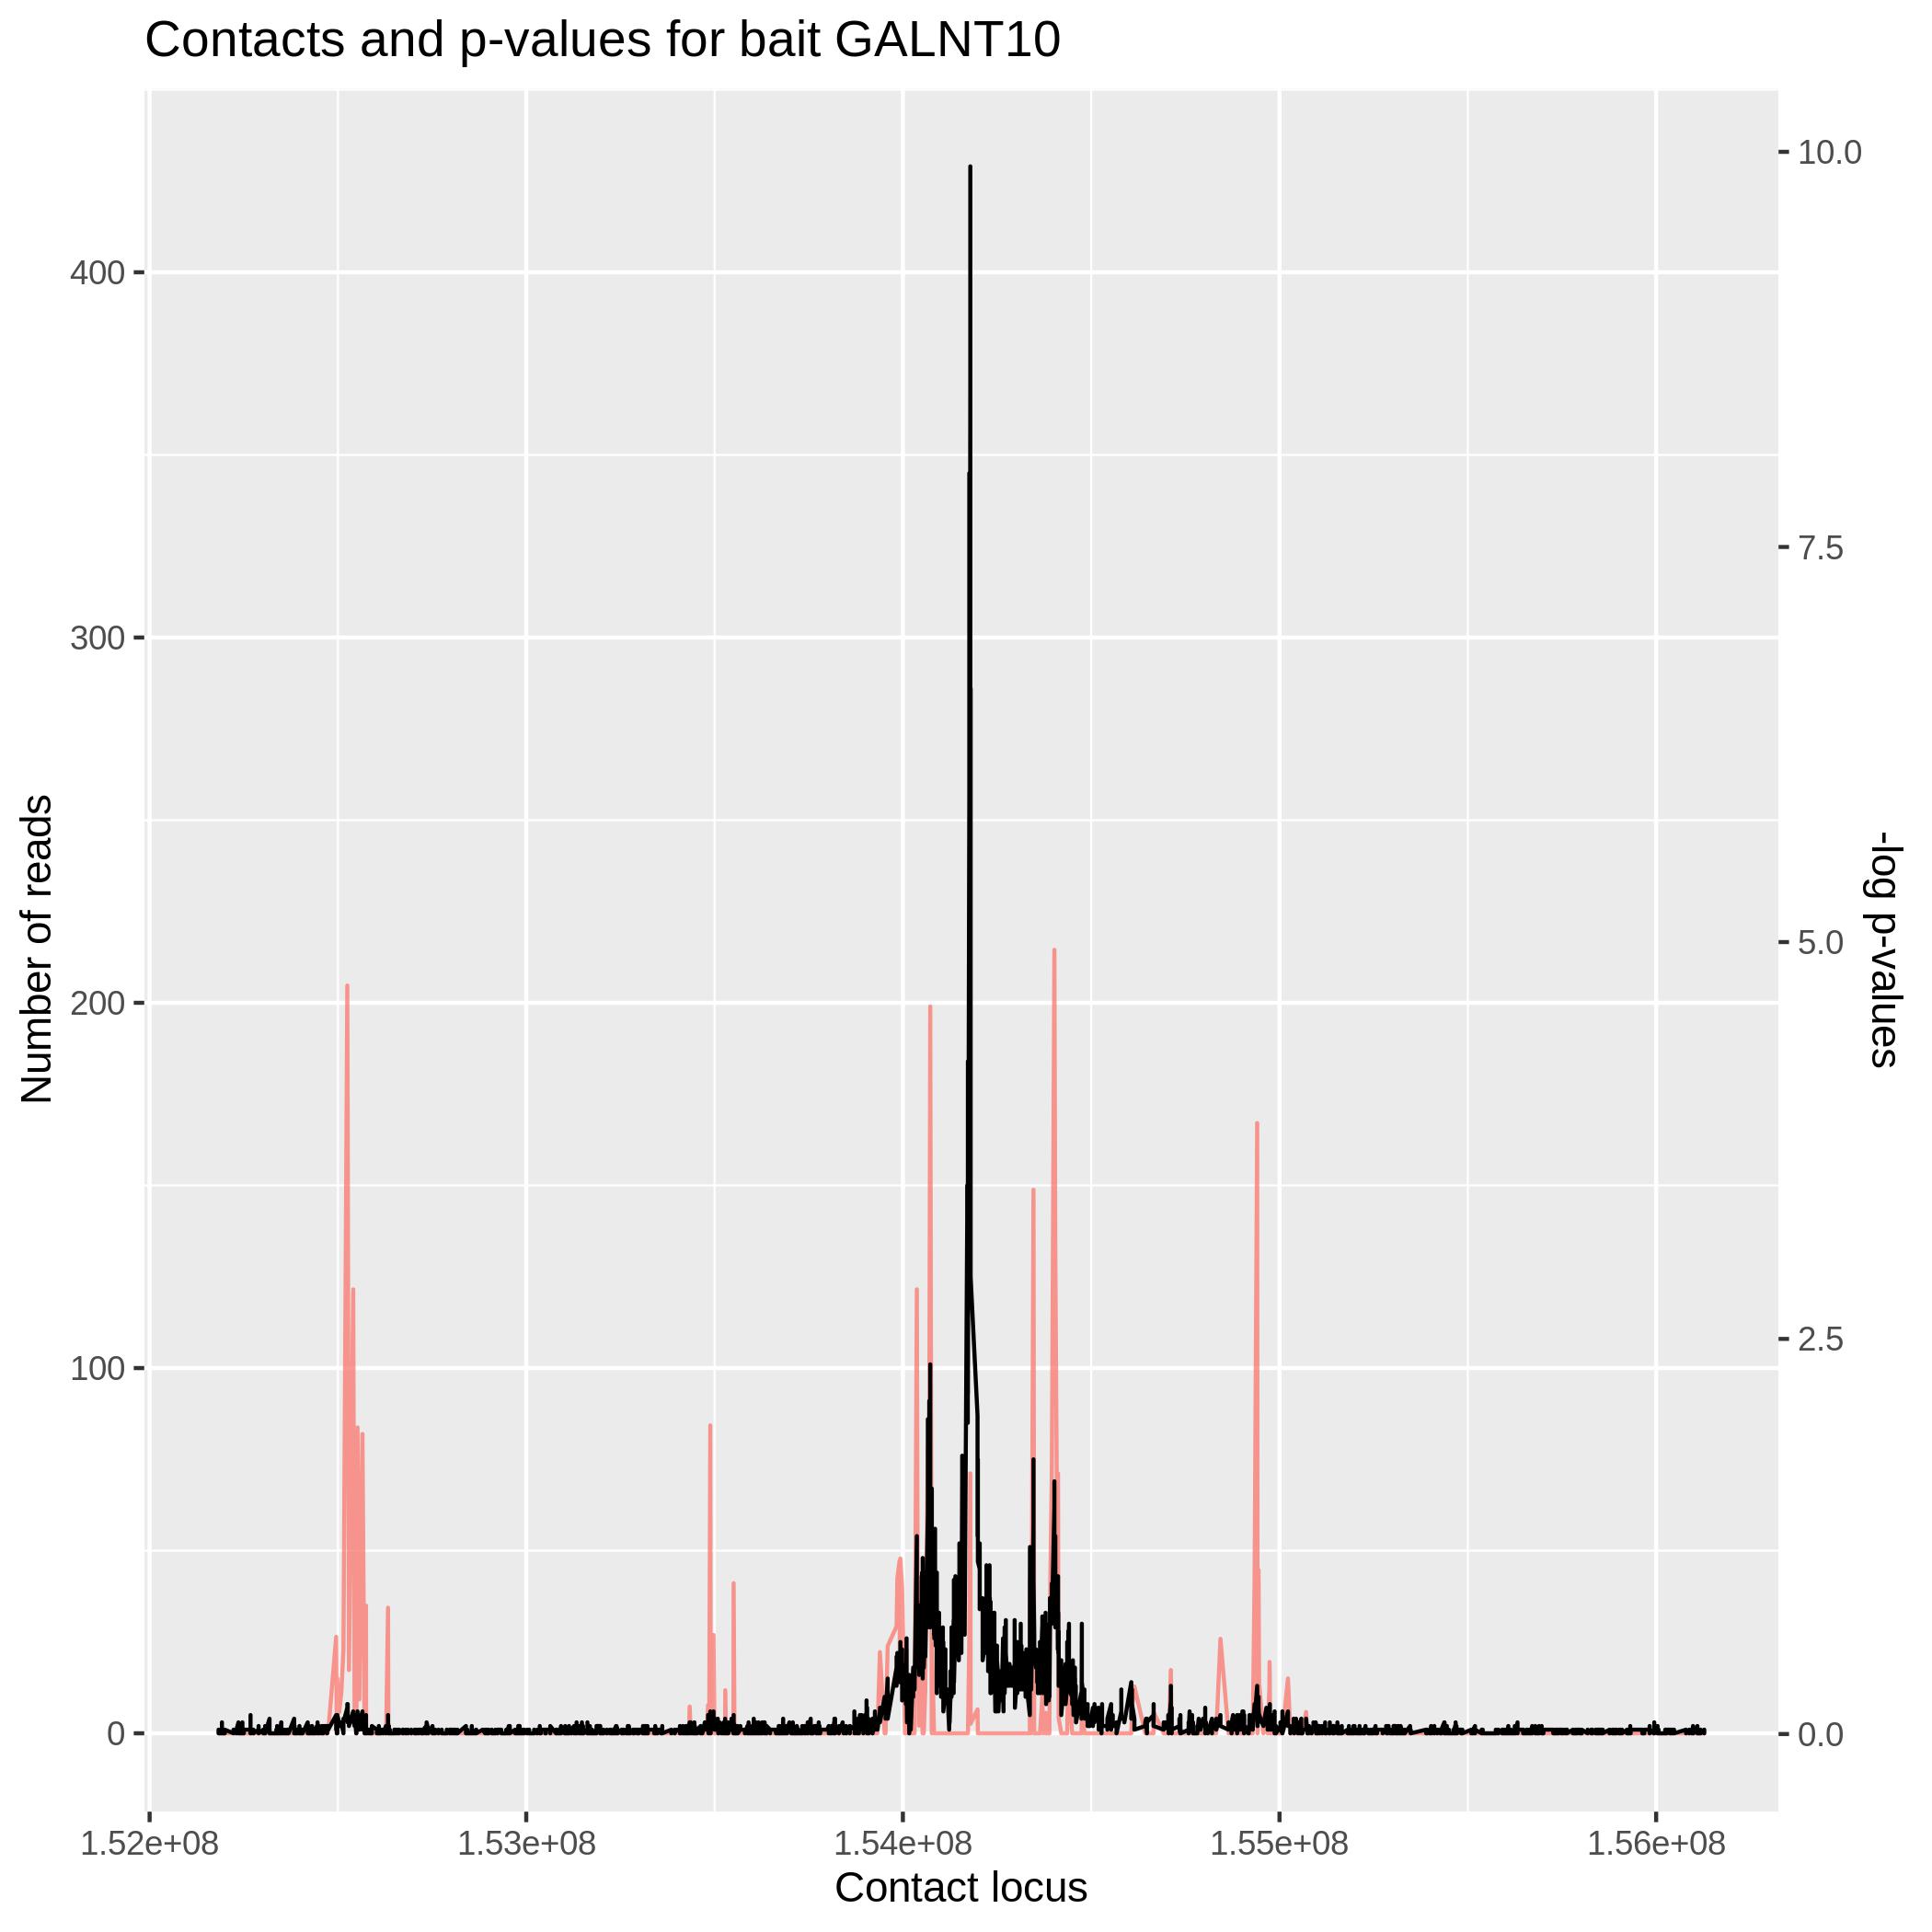 Contacts and p-values for bait GALNT10
10.0
400
7.5
300
Number of reads
-log p-values
5.0
200
2.5
100
0
0.0
1.52e+08
1.53e+08
1.54e+08
1.55e+08
1.56e+08
Contact locus